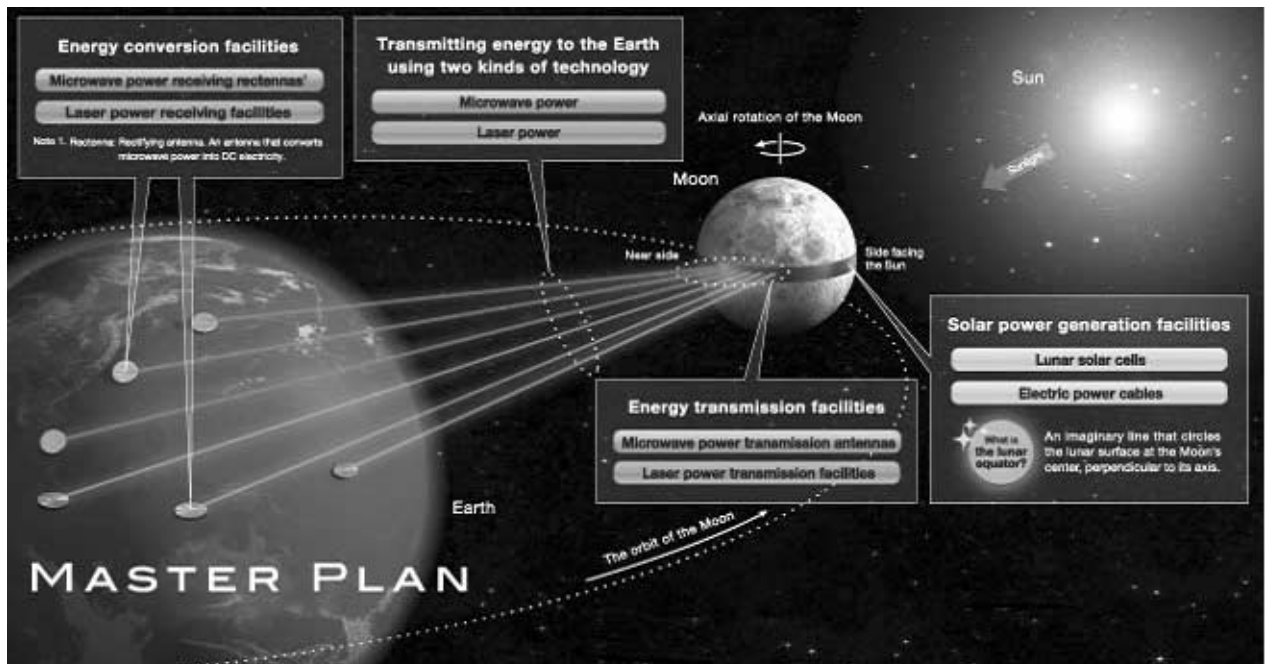 Energy conversion facilities
Microwave power receiving rectennas¹
Laser power receiving facilities
Note 1. Rectenna: Rectifying antenna. An antenna that converts
microwave power into DC electricity.
Transmitting energy to the Earth
using two kinds of technology
Microwave power
Laser power
Sun
Sunlight
Axial rotation of the Moon
Moon
Near side
Side facing
the Sun
Solar power generation facilities
Lunar solar cells
Electric power cables
What is
the lunar
equator?
An imaginary line that circles
the lunar surface at the Moon's
center, perpendicular to its axis.
Energy transmission facilities
Microwave power transmission antennas
Laser power transmission facilities
Earth
The orbit of the Moon
MASTER PLAN